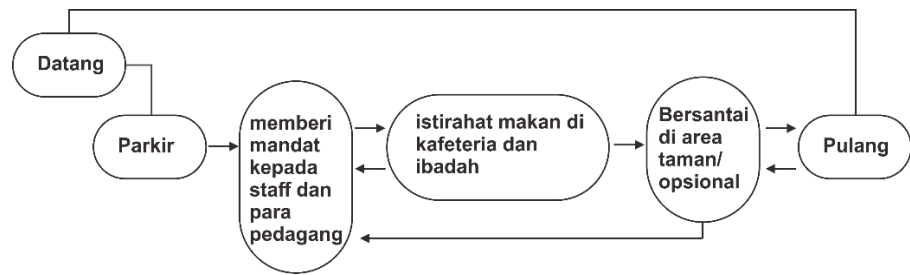 Datang
Parkir
memberi
mandat
kepada
staff dan
para
pedagang
istirahat makan di
kafeteria dan
ibadah
Bersantai
di area
taman/
opsional
Pulang